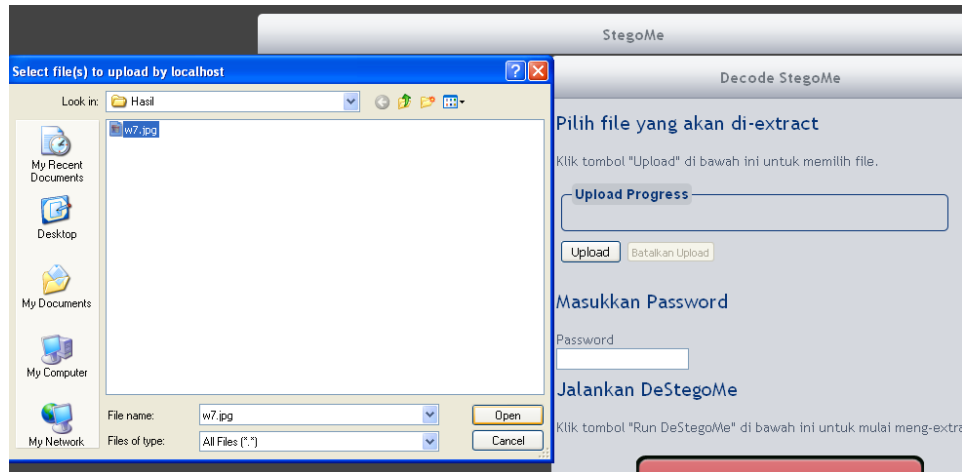 StegoMe
Select file(s) to upload by localhost
Look in:
Hasil
w7.jpg
My Recent
Documents
Desktop
My Documents
My Computer
My Network
File name:
w7.jpg
Open
Files of type:
All Files (*.*)
Cancel
Decode StegoMe
Pilih file yang akan di-extract
Klik tombol "Upload" di bawah ini untuk memilih file.
Upload Progress
Upload
Batalkan Upload
Masukkan Password
Password
Jalankan DeStegoMe
Klik tombol "Run DeStegoMe" di bawah ini untuk mulai meng-extra